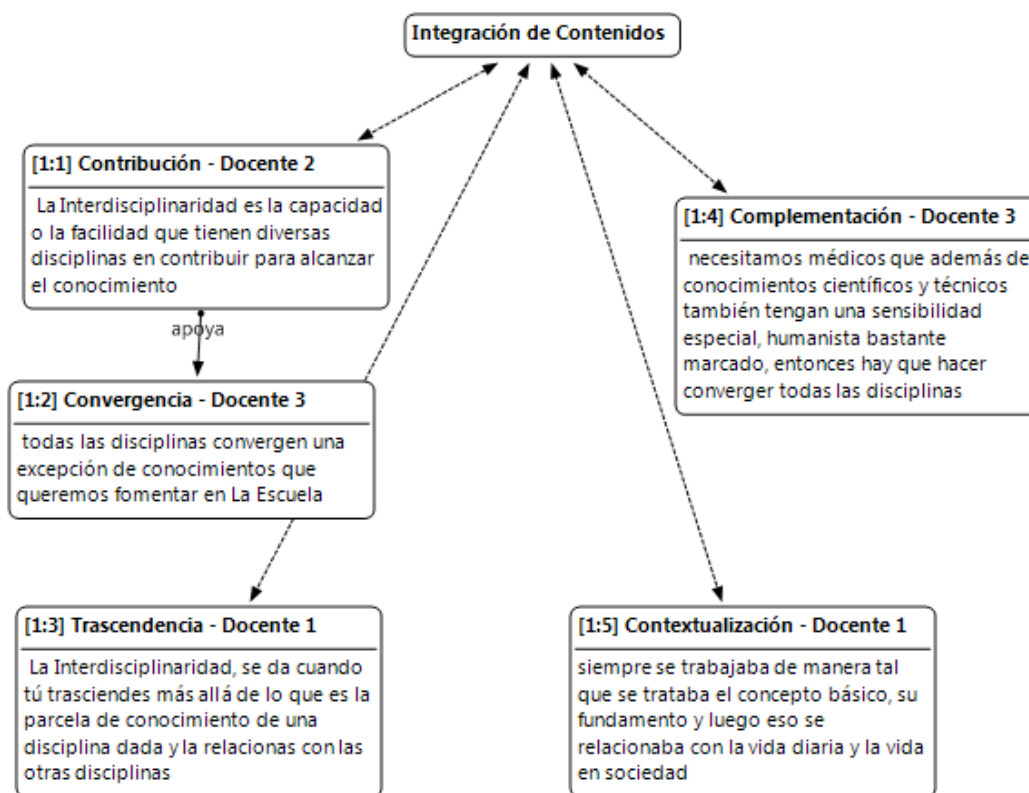 Integración de Contenidos
[1:1] Contribución - Docente 2
La Interdisciplinaridad es la capacidad
o la facilidad que tienen diversas
disciplinas en contribuir para alcanzar
el conocimiento
apoya
[1:2] Convergencia - Docente 3
todas las disciplinas convergen una
excepción de conocimientos que
queremos fomentar en La Escuela
[1:3] Trascendencia - Docente 1
La Interdisciplinaridad, se da cuando
tú trasciendes más allá de lo que es la
parcela de conocimiento de una
disciplina dada y la relacionas con las
otras disciplinas
[1:4] Complementación - Docente 3
necesitamos médicos que además de
conocimientos científicos y técnicos
también tengan una sensibilidad
especial, humanista bastante
marcado, entonces hay que hacer
converger todas las disciplinas
[1:5] Contextualización - Docente 1
siempre se trabajaba de manera tal
que se trataba el concepto básico, su
fundamento y luego eso se
relacionaba con la vida diaria y la vida
en sociedad